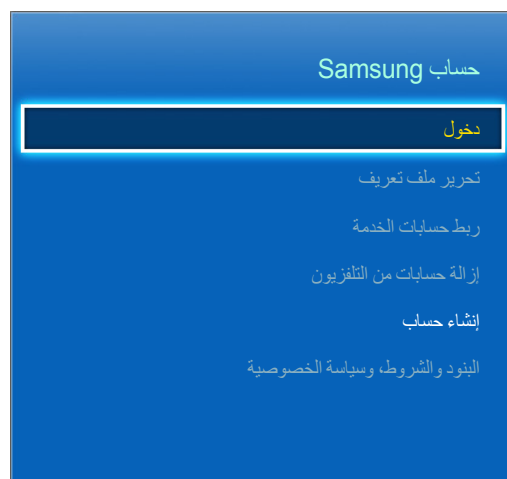 حساب Samsung
دخول
تحرير ملف تعريف
ربط حسابات الخدمة
إزالة حسابات من التلفزيون
إنشاء حساب
البنود والشروط، وسياسة الخصوصية